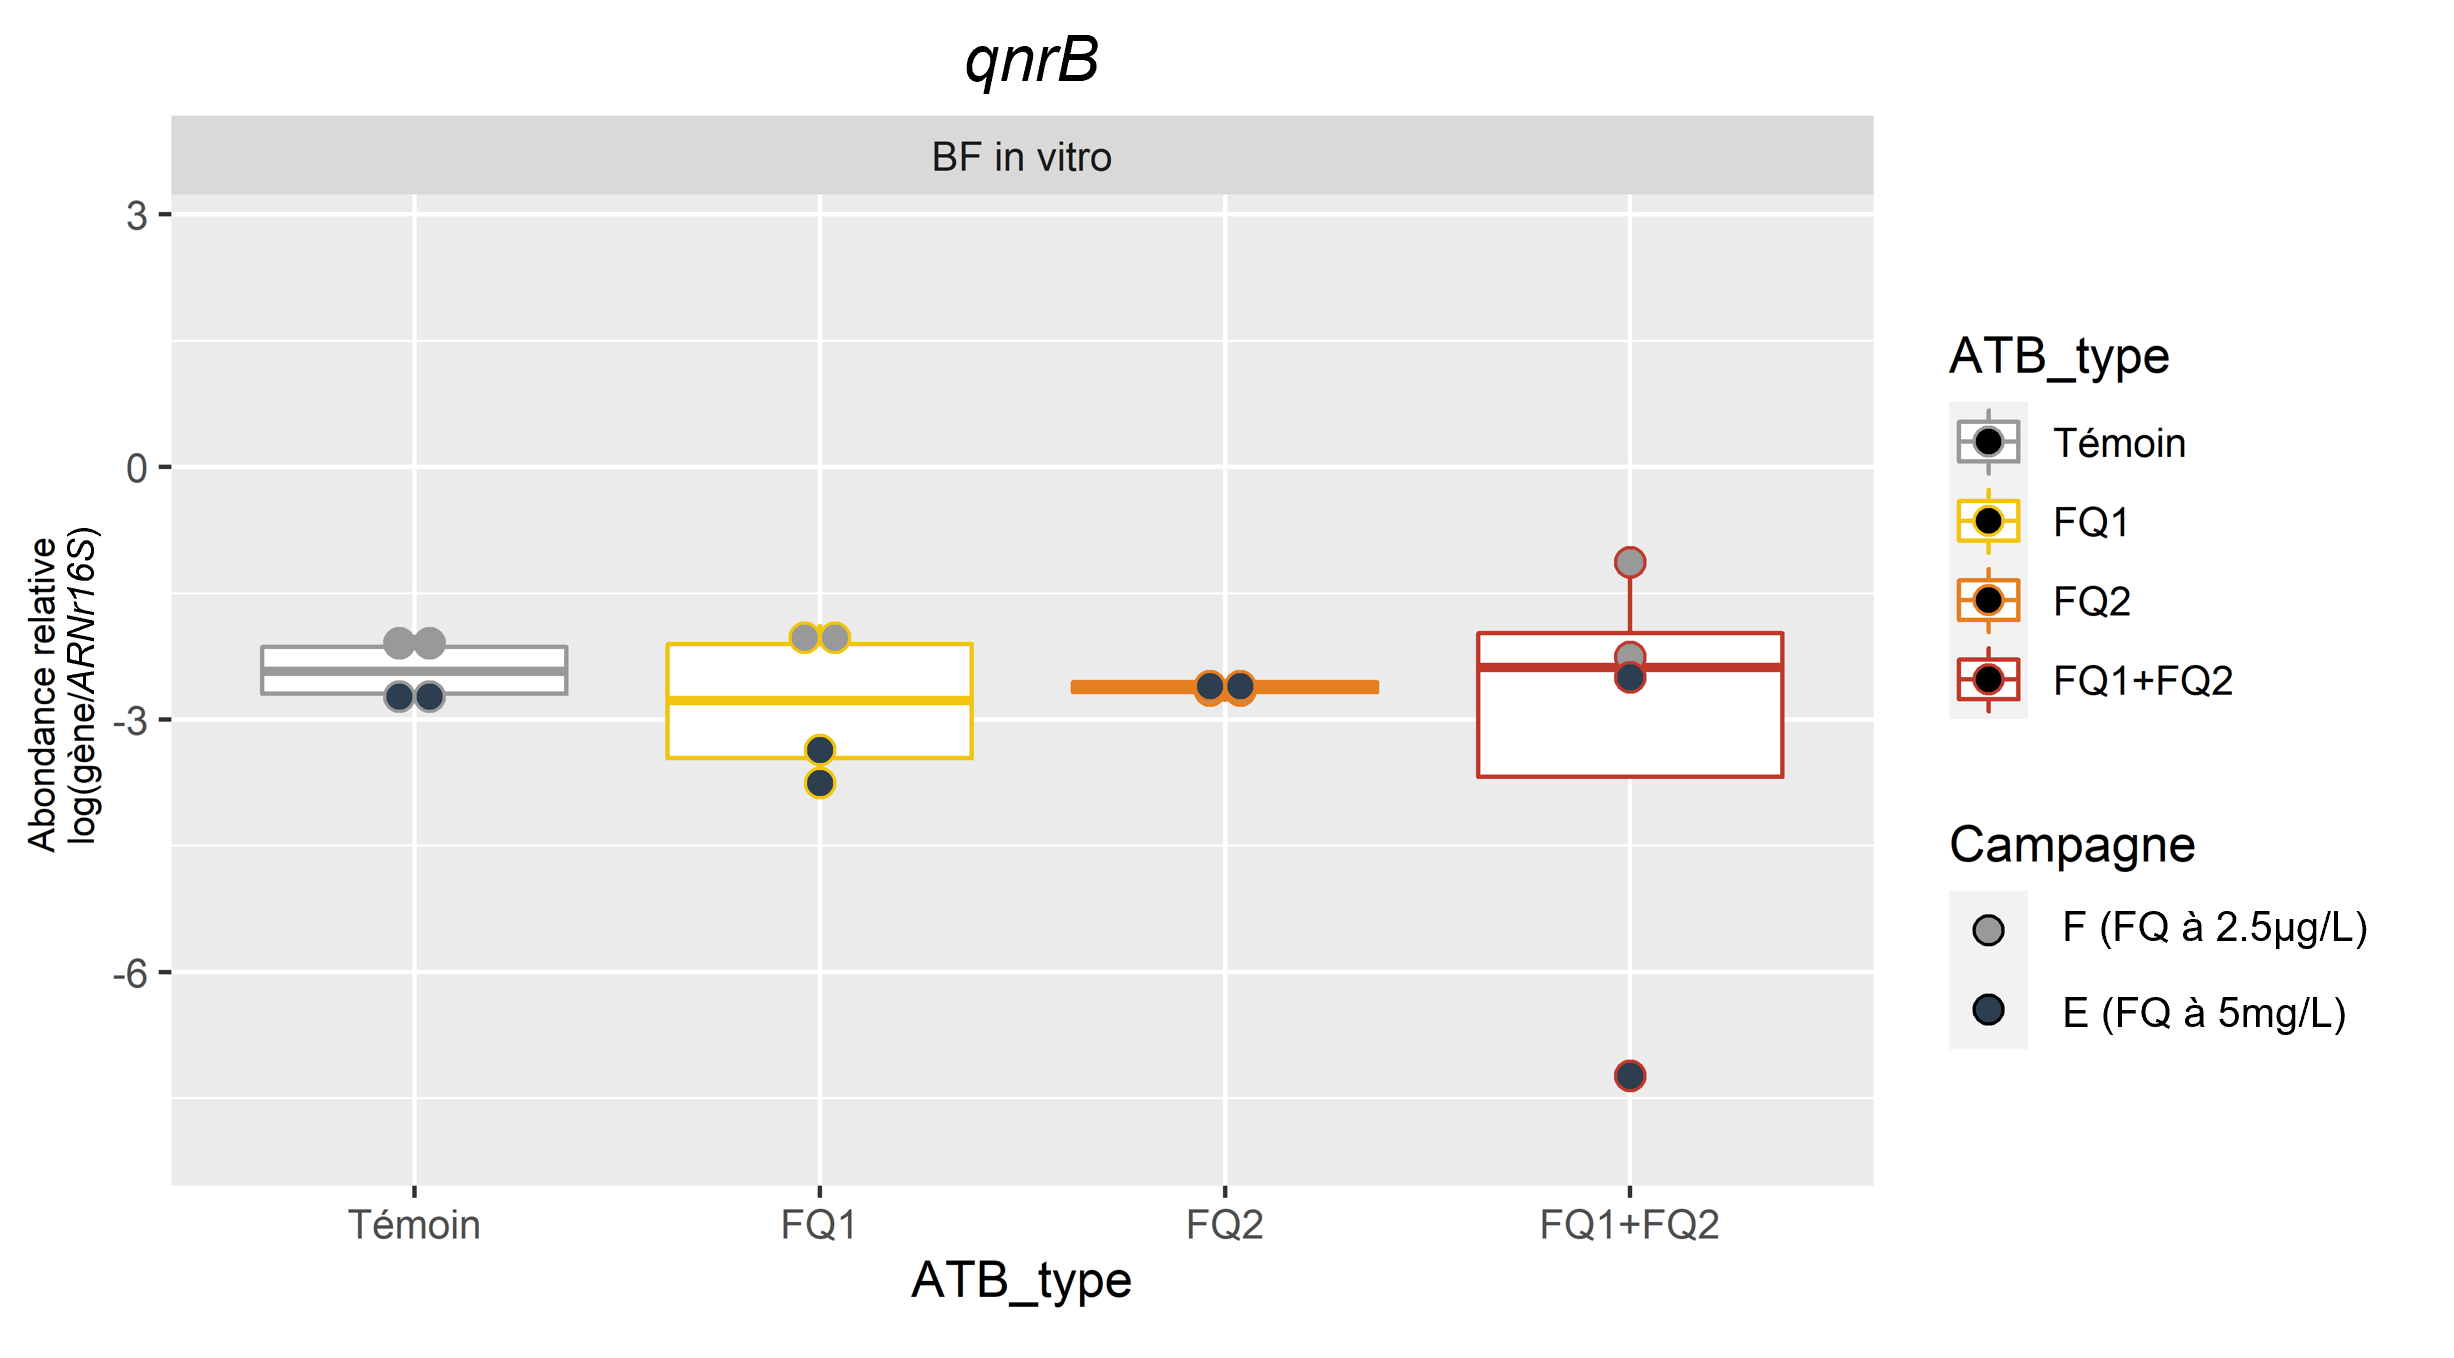 qnrB
BF in vitro
3
0
-3
-6
Abondance relative
log(gène/ARNr16S)
Témoin
FQ1
FQ2
FQ1+FQ2
ATB_type
ATB_type
Témoin
FQ1
FQ2
FQ1+FQ2
Campagne
F (FQ à 2.5µg/L)
E (FQ à 5mg/L)